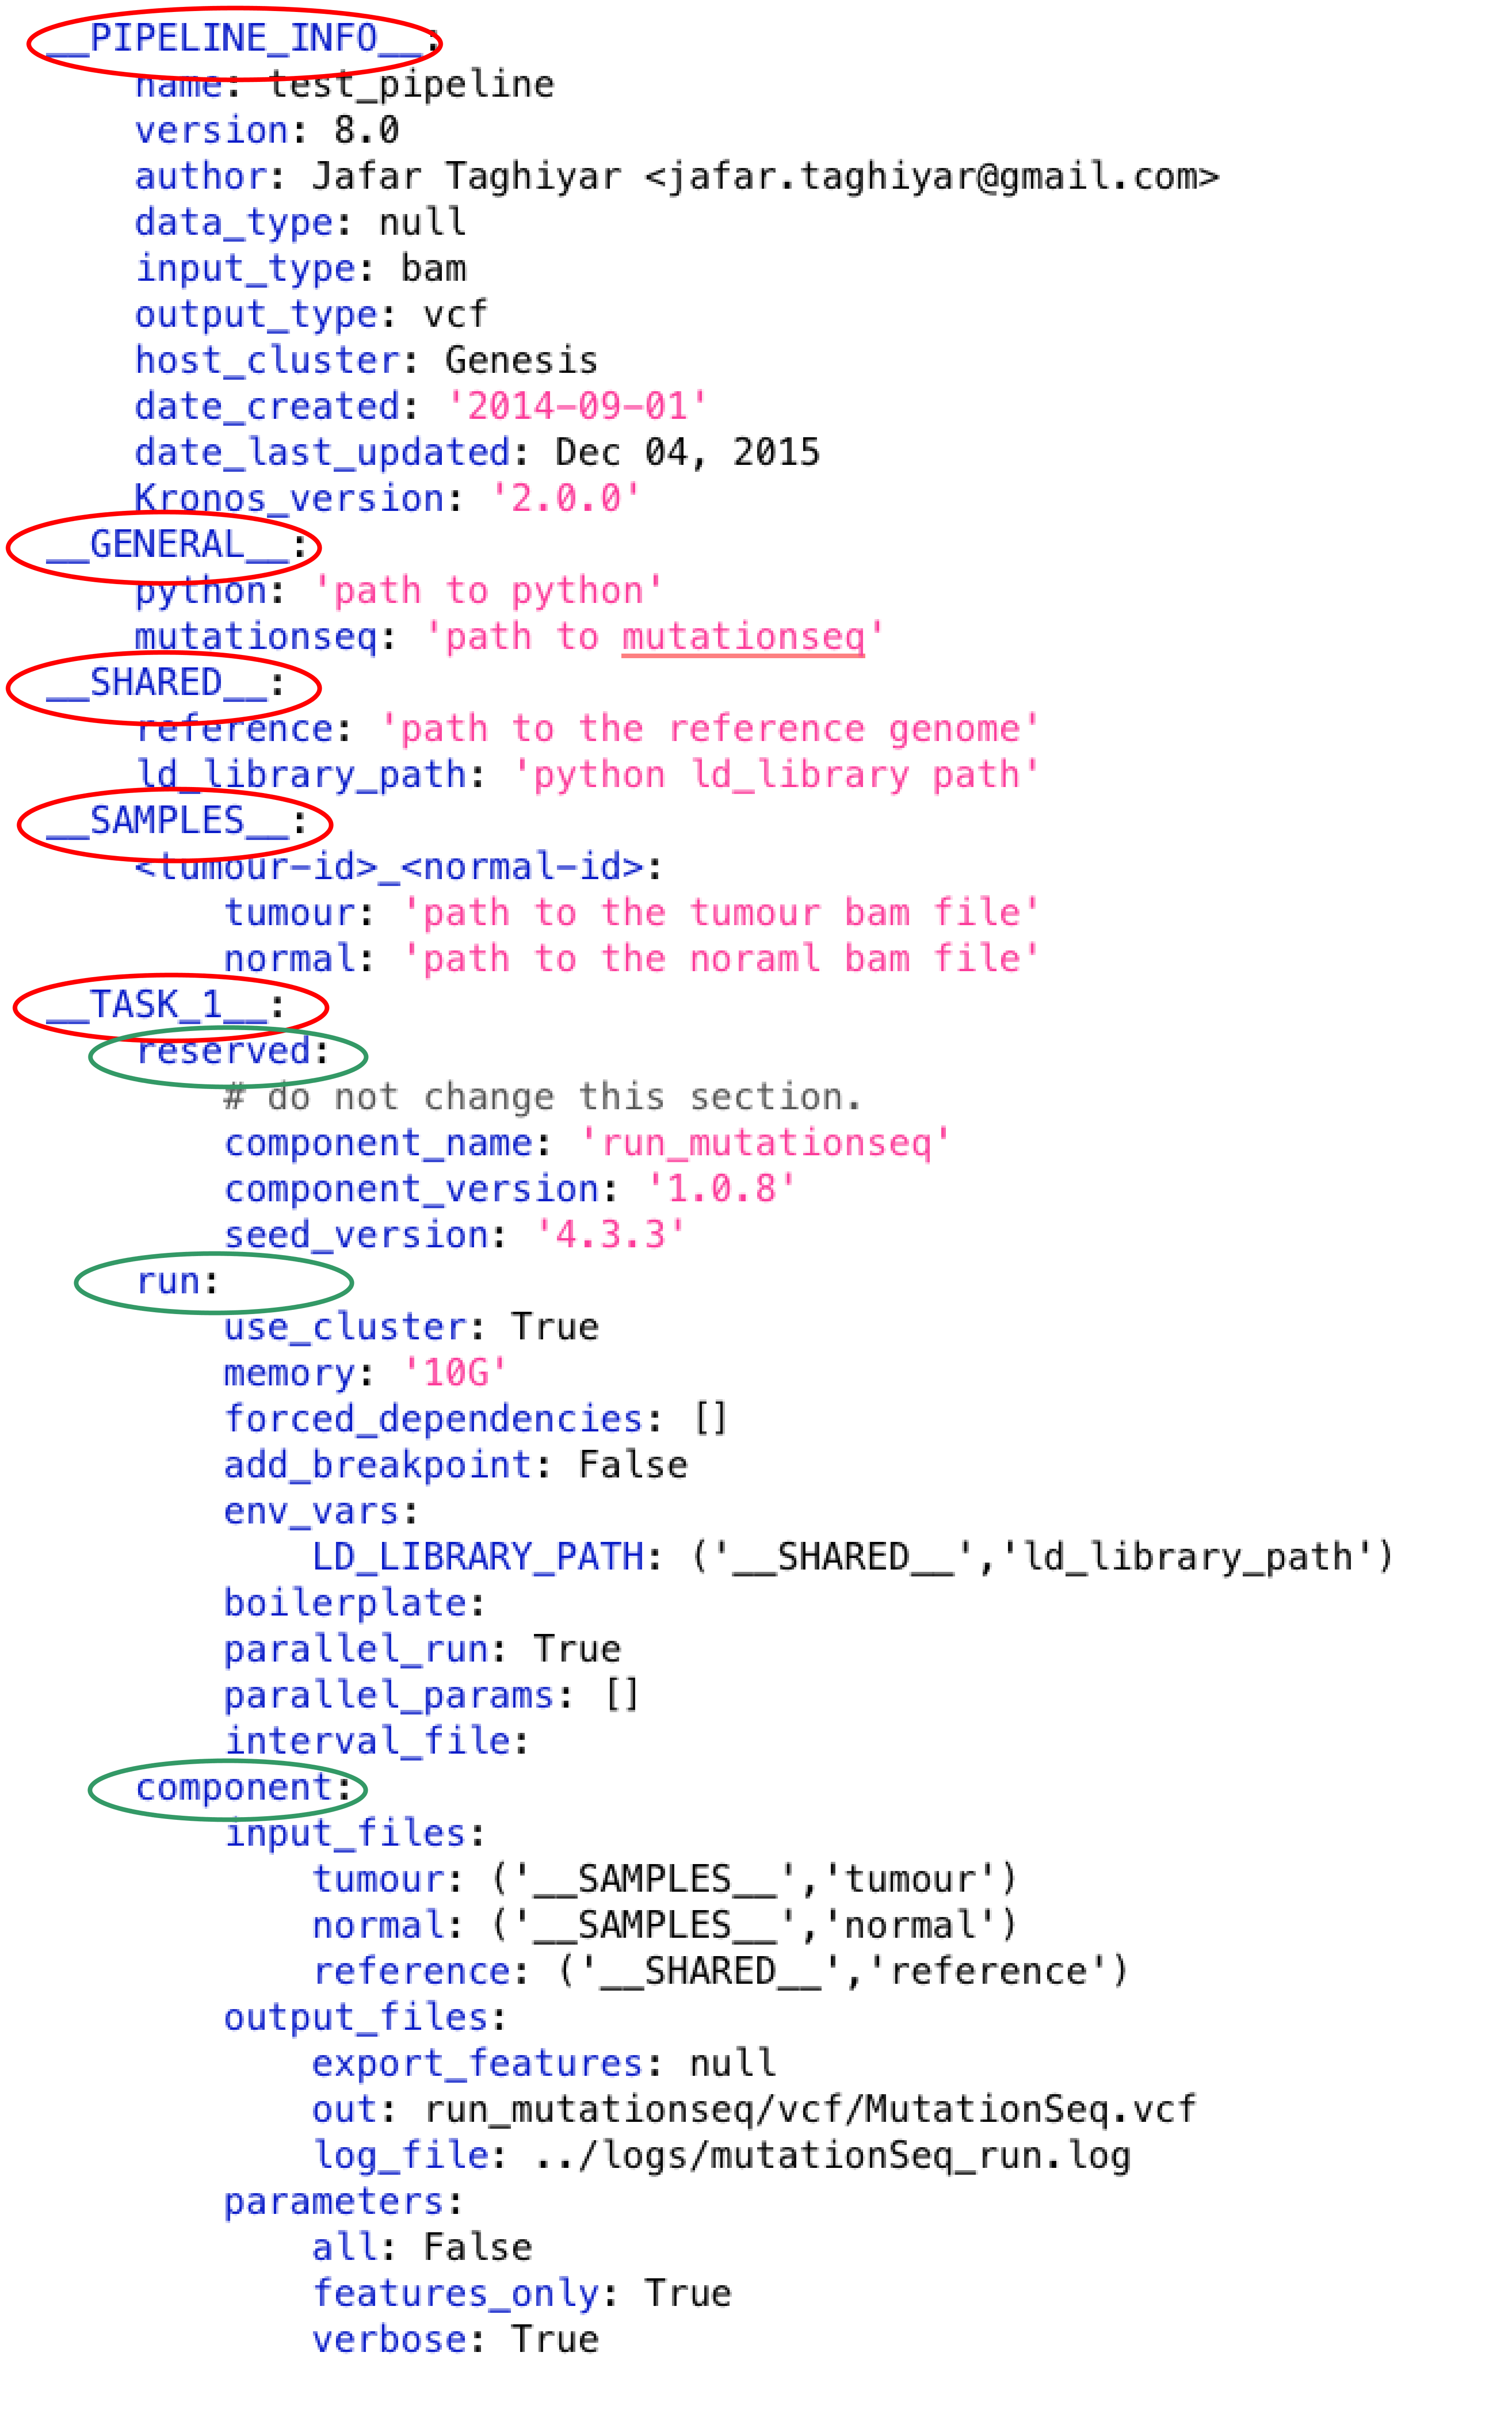 __PIPELINE_INFO__:
name: test_pipeline
version: 8.0
author: Jafar Taghiyar <jafar.taghiyar@gmail.com>
data_type: null
input_type: bam
output_type: vcf
host_cluster: Genesis
date_created: '2014-09-01'
date_last_updated: Dec 04, 2015
Kronos_version: '2.0.0'
__GENERAL__:
python: 'path to python'
mutationseq: 'path to mutationseq'
__SHARED__:
reference: 'path to the reference genome'
ld_library_path: 'python ld_library path'
__SAMPLES__:
<tumour-id>_<normal-id>:
tumour: 'path to the tumour bam file'
normal: 'path to the noraml bam file'
__TASK_1__:
reserved:
# do not change this section.
component_name: 'run_mutationseq'
component_version: '1.0.8'
seed_version: '4.3.3'
run:
use_cluster: True
memory: '10G'
forced_dependencies: []
add_breakpoint: False
env_vars:
LD_LIBRARY_PATH: ('__SHARED__','ld_library_path')
boilerplate:
parallel_run: True
parallel_params: []
interval_file:
component:
input_files:
tumour: ('__SAMPLES__','tumour')
normal: ('__SAMPLES__','normal')
reference: ('__SHARED__','reference')
output_files:
export_features: null
out: run_mutationseq/vcf/MutationSeq.vcf
log_file: ../logs/mutationSeq_run.log
parameters:
all: False
features_only: True
verbose: True